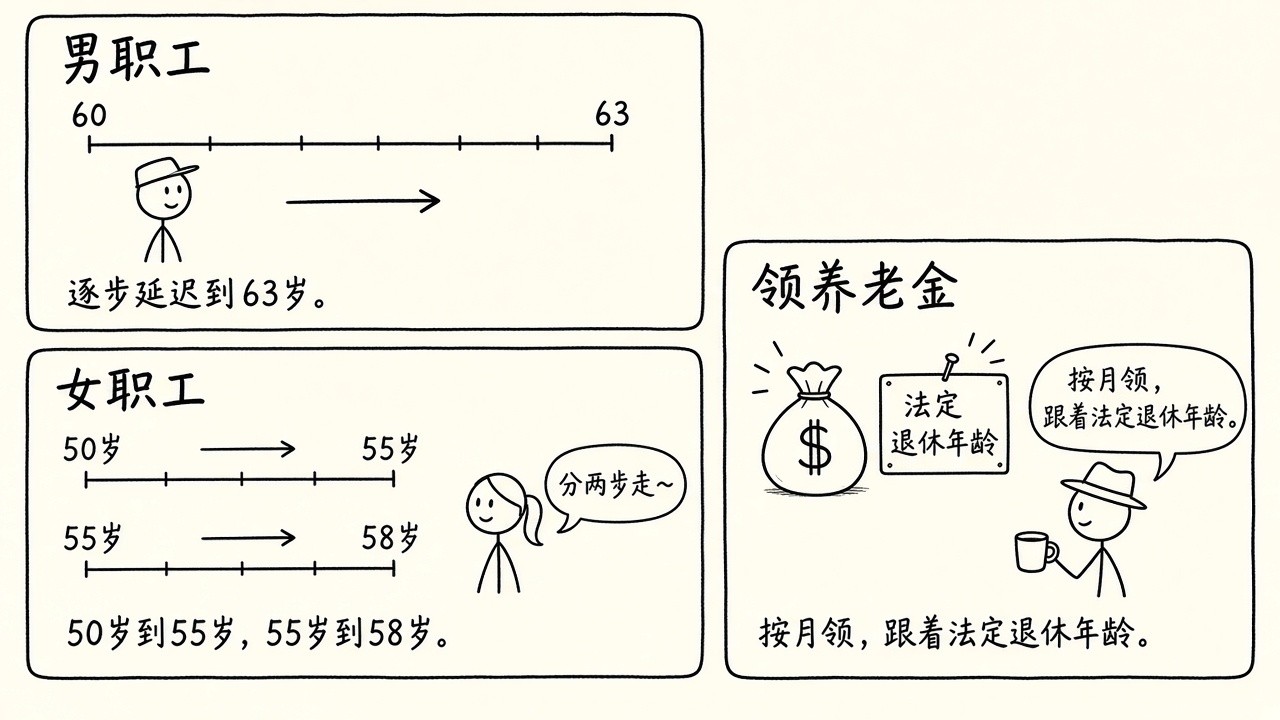 男职工
60
63
逐步延迟到63岁。
女职工
50岁
55岁
55岁
58岁
分两步走~
50岁到55岁, 55岁到58岁。
领养老金
$
法定
退休年龄
按月领，
跟着法定退休年龄。
按月领，跟着法定退休年龄。